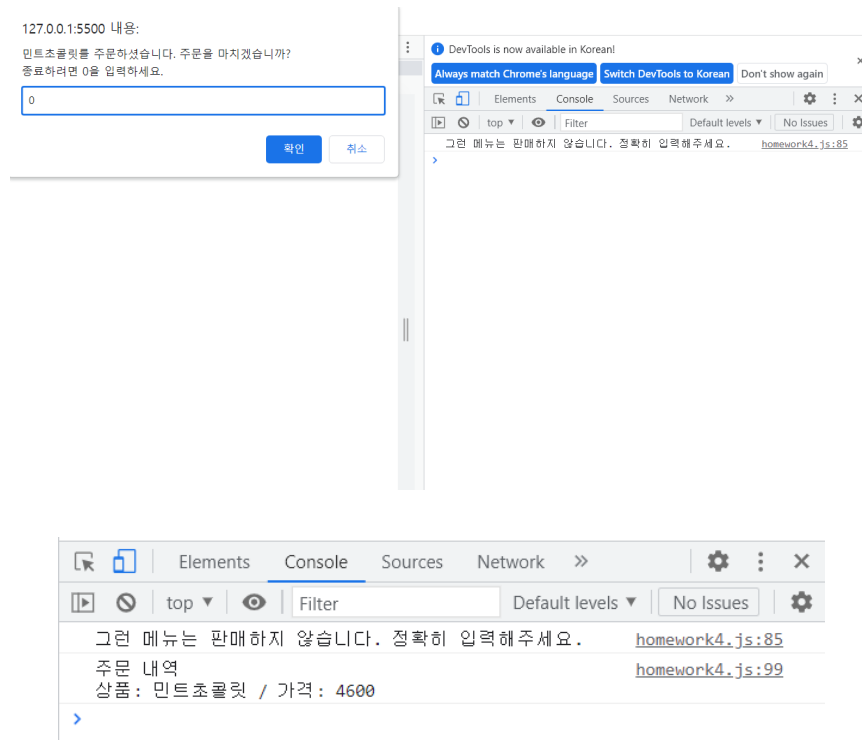 127.0.0.1:5500 내용:
민트초콜릿를 주문하셨습니다. 주문을 마치겠습니까?
종료하려면 0을 입력하세요.
0
확인 취소
DevTools is now available in Korean!
Always match Chrome's language Switch DevTools to Korean Don't show again
Elements Console Sources Network »
top ▼ Filter Default levels ▼ No Issues
그런 메뉴는 판매하지 않습니다. 정확히 입력해주세요. homework4.js:85
>
Elements Console Sources Network »
top ▼ Filter Default levels ▼ No Issues
그런 메뉴는 판매하지 않습니다. 정확히 입력해주세요. homework4.js:85
주문 내역 homework4.js:99
상품: 민트초콜릿 / 가격: 4600
>